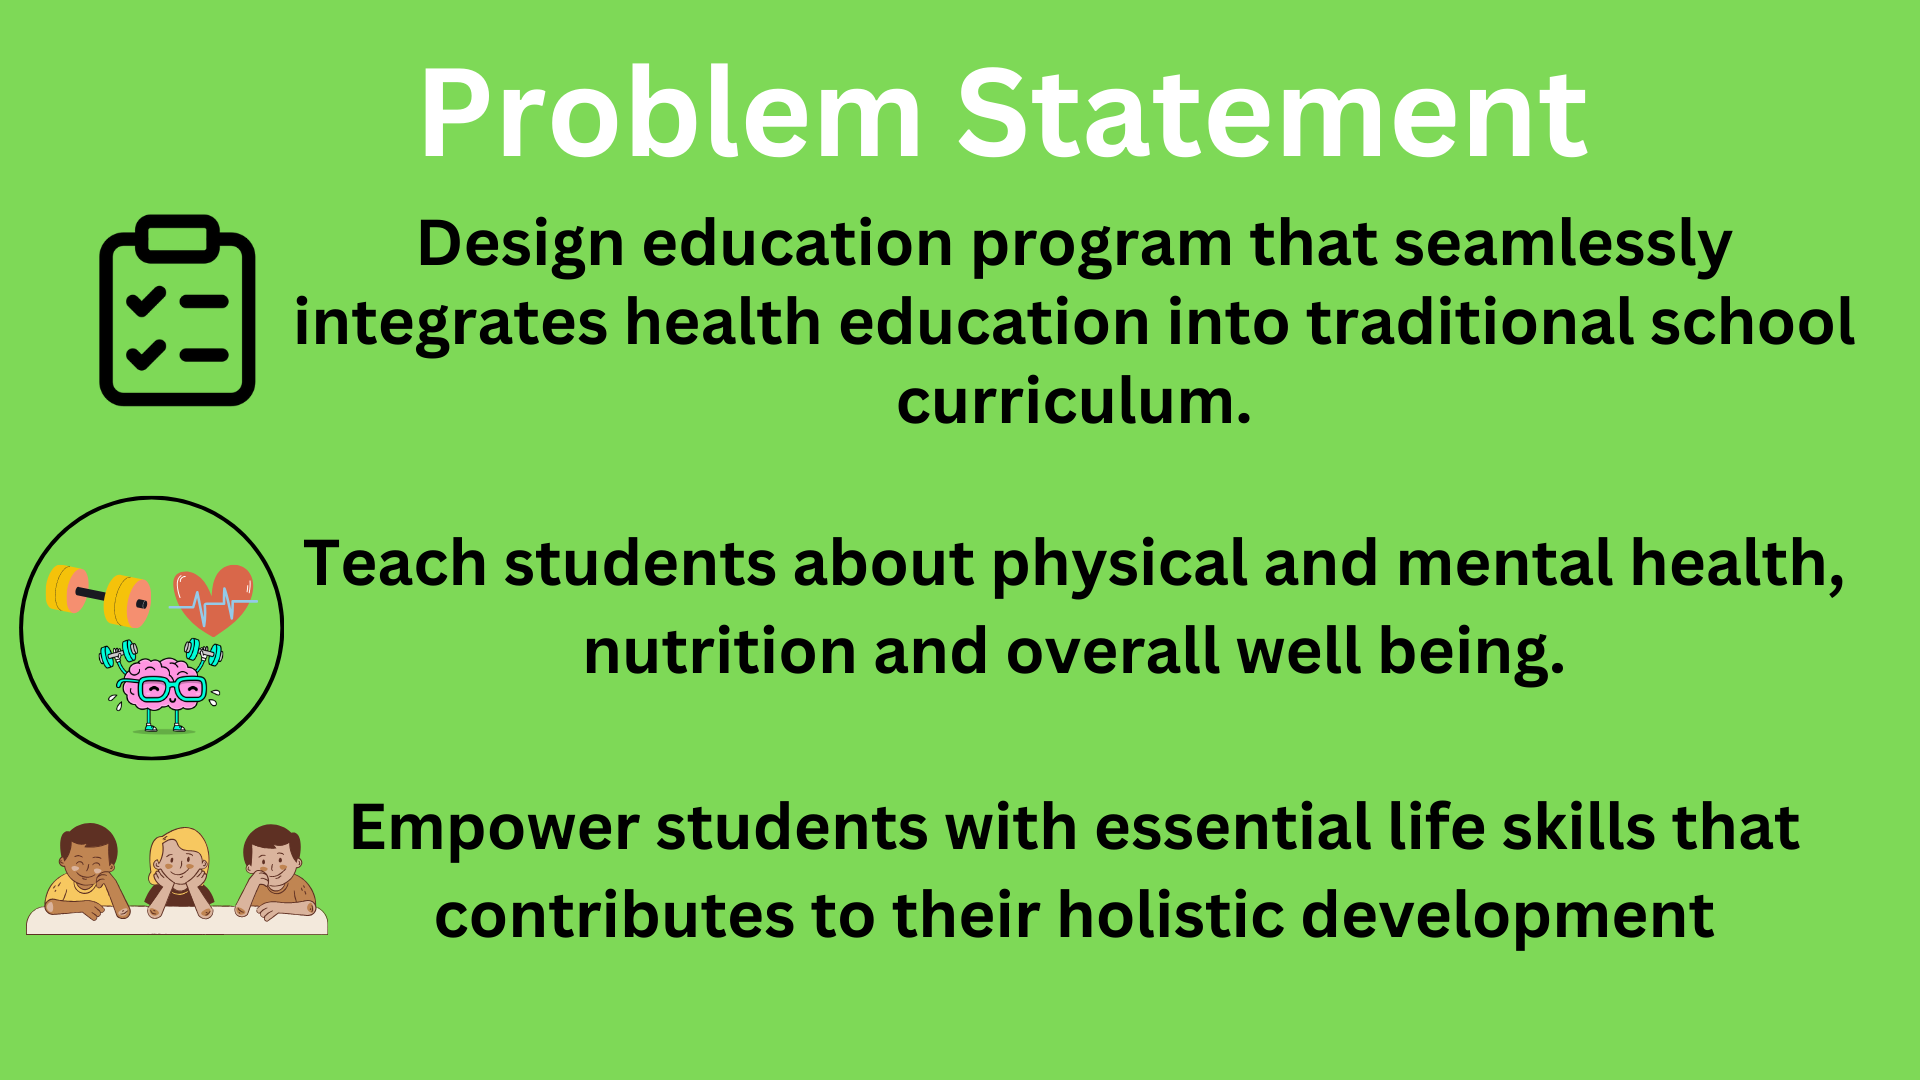 Problem Statement
Design education program that seamlessly
integrates health education into traditional school
curriculum.
Teach students about physical and mental health,
nutrition and overall well being.
Empower students with essential life skills that
contributes to their holistic development